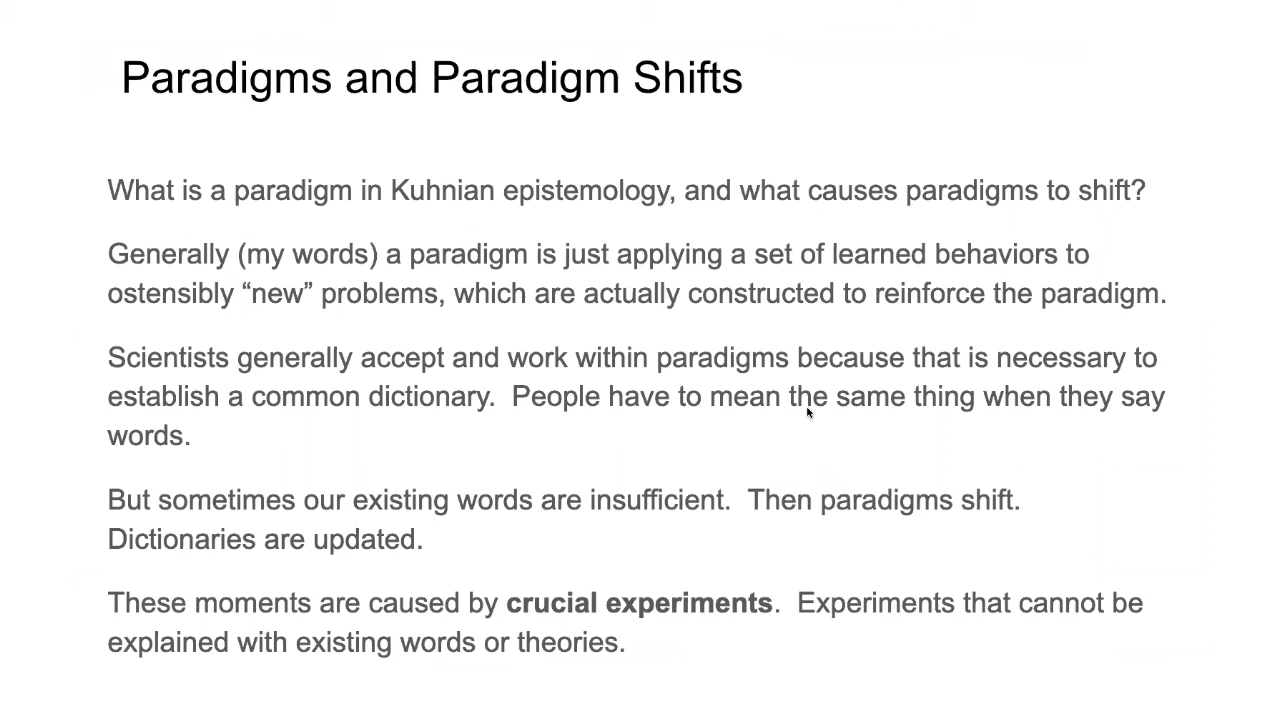 Paradigms and Paradigm Shifts
What is a paradigm in Kuhnian epistemology, and what causes paradigms to shift?
Generally (my words) a paradigm is just applying a set of learned behaviors to
ostensibly “new” problems, which are actually constructed to reinforce the paradigm.
Scientists generally accept and work within paradigms because that is necessary to
establish a common dictionary.  People have to mean the same thing when they say
words.
But sometimes our existing words are insufficient.  Then paradigms shift.
Dictionaries are updated.
These moments are caused by crucial experiments.  Experiments that cannot be
explained with existing words or theories.